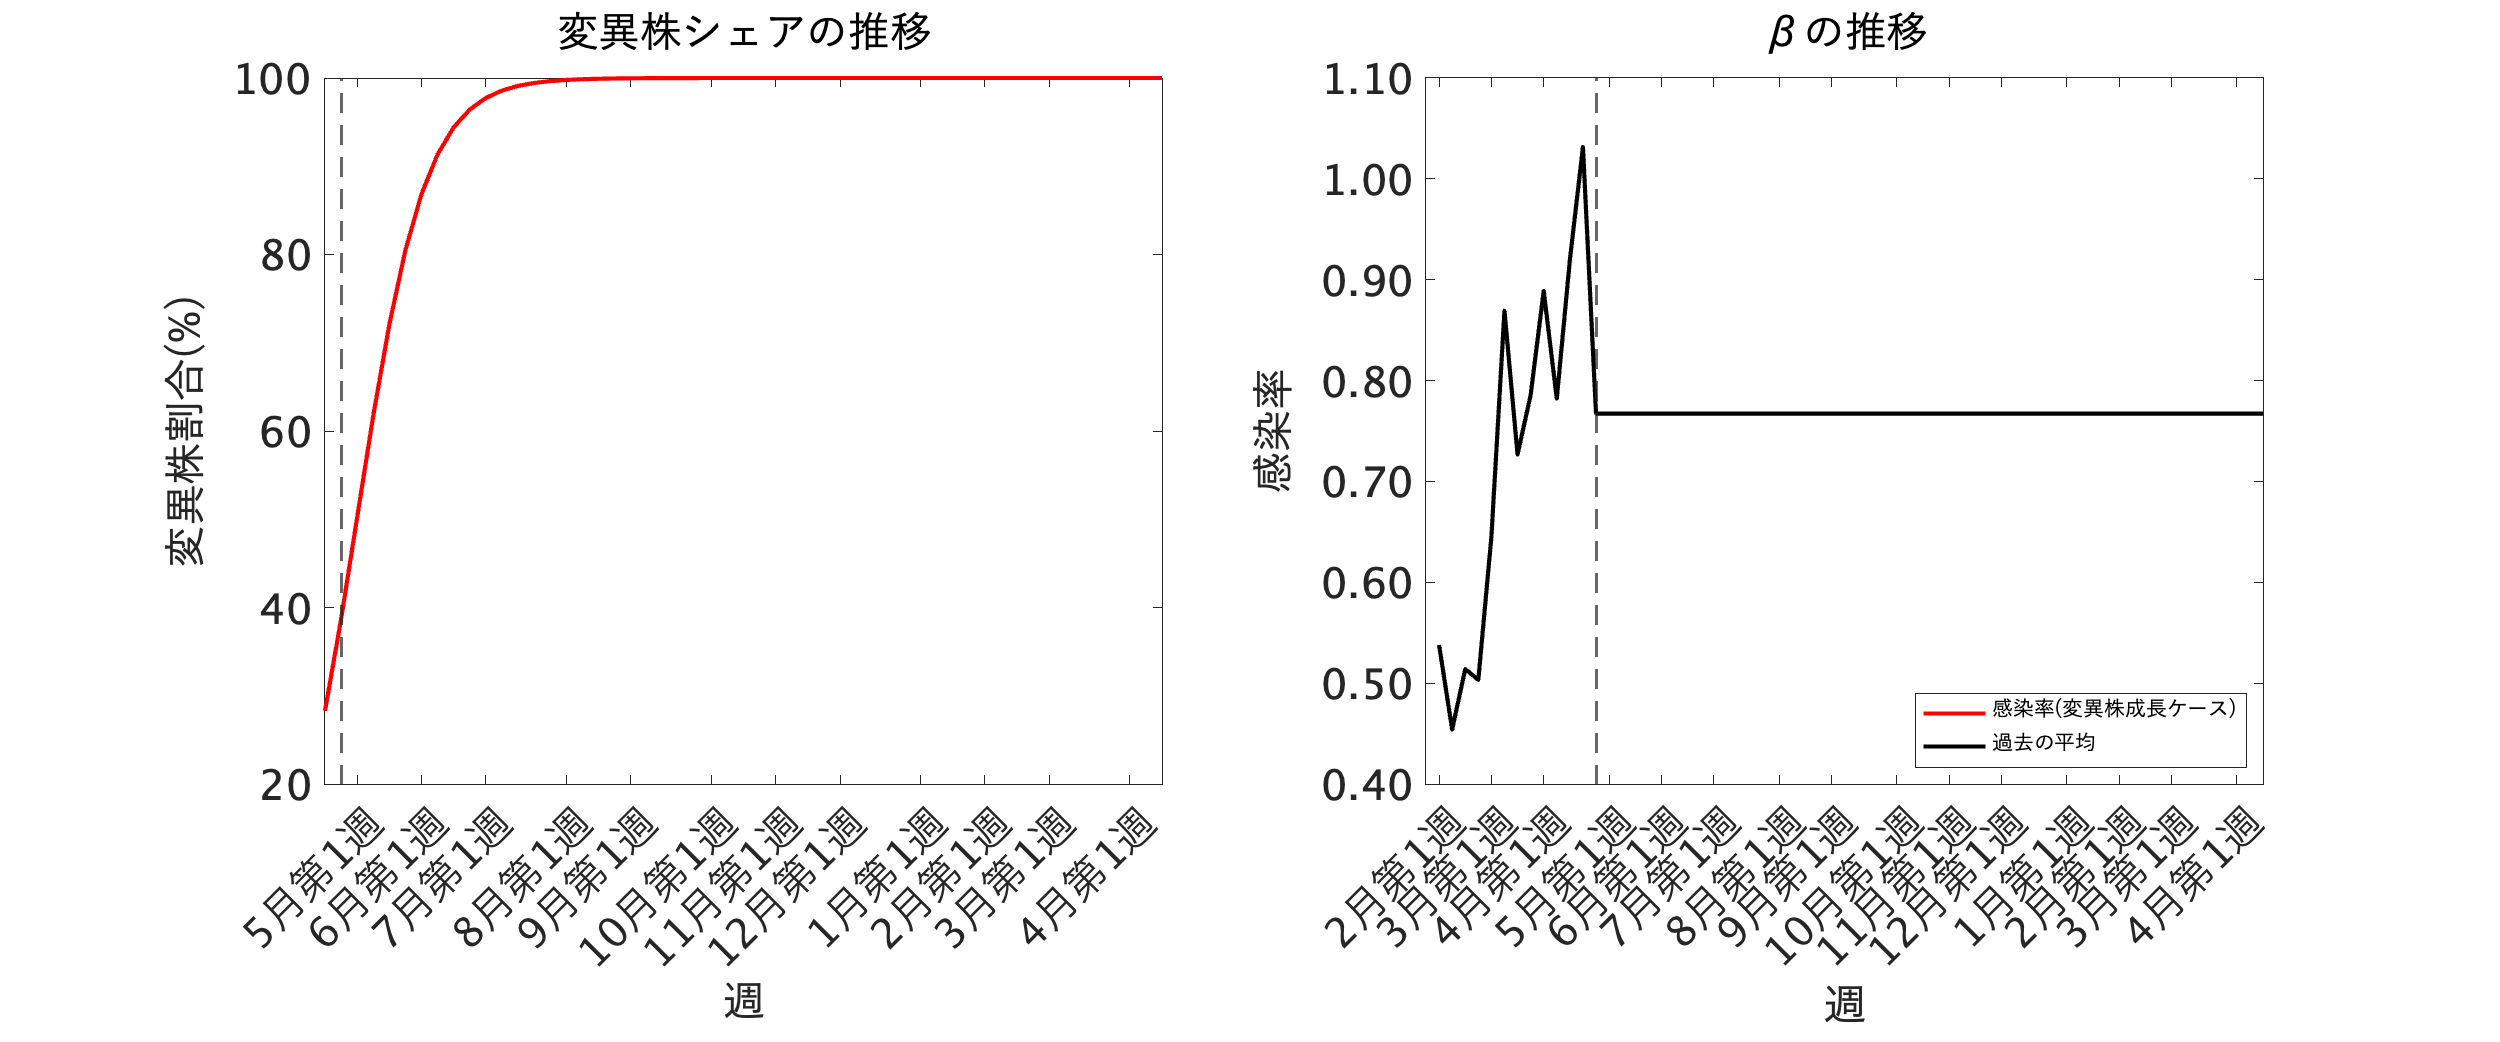 変異株シェアの推移
変異株割合(%)
100
80
60
40
20
5月第1週
6月第1週
7月第1週
8月第1週
9月第1週
10月第1週
11月第1週
12月第1週
1月第1週
2月第1週
3月第1週
4月第1週
週
βの推移
感染率
1.10
1.00
0.90
0.80
0.70
0.60
0.50
0.40
感染率(変異株成長ケース)
過去の平均
2月第1週
3月第1週
4月第1週
5月第1週
6月第1週
7月第1週
8月第1週
9月第1週
10月第1週
11月第1週
12月第1週
1月第1週
2月第1週
3月第1週
4月第1週
週